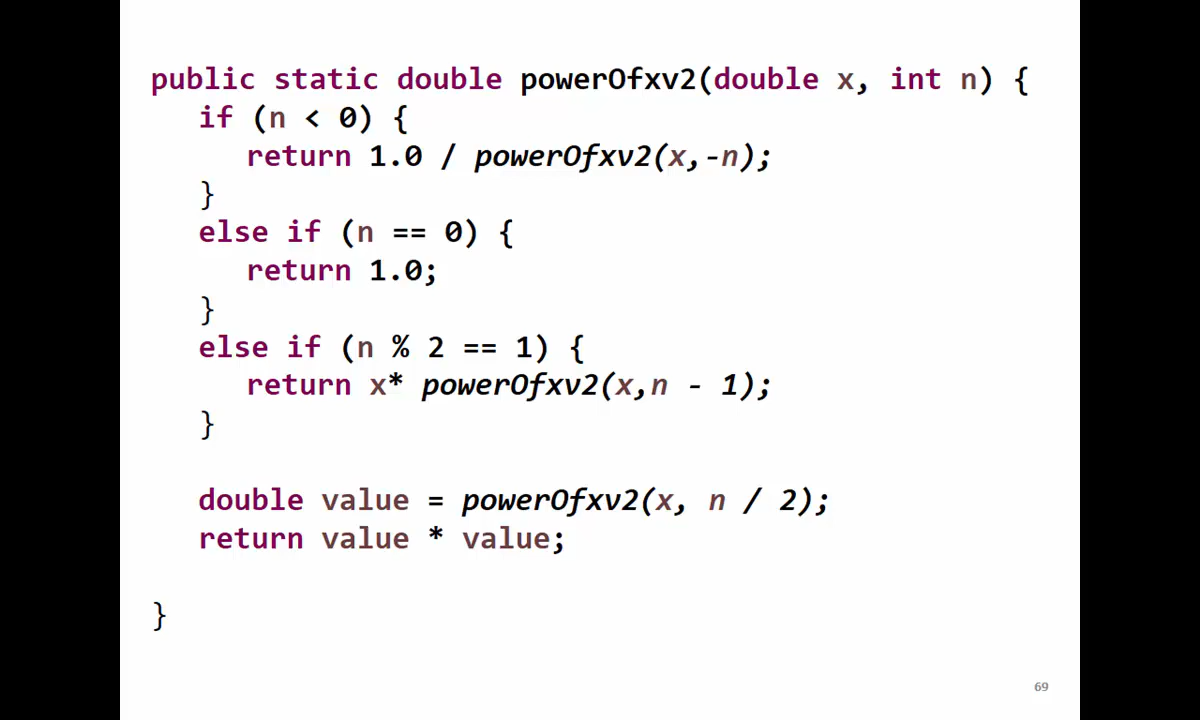 public static double powerOfxv2(double x, int n) {
if (n < 0) {
return 1.0 / powerOfxv2(x,-n);
}
else if (n == 0) {
return 1.0;
}
else if (n % 2 == 1) {
return x* powerOfxv2(x,n - 1);
}
double value = powerOfxv2(x, n / 2);
return value * value;
}
69